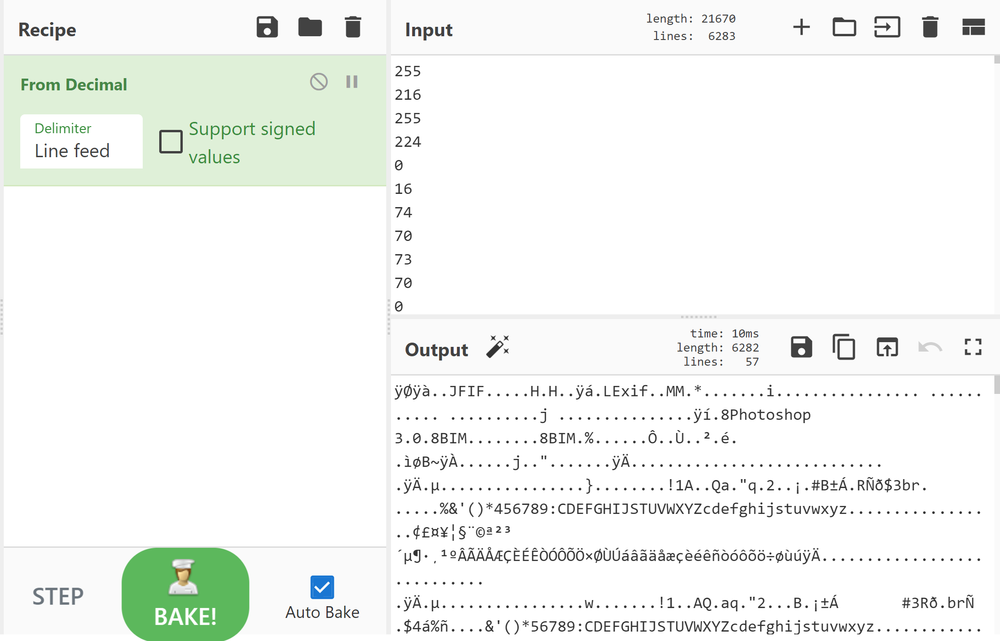 Recipe
From Decimal
Delimiter
Line feed
Support signed
values
STEP
BAKE!
Auto Bake
Input
length: 21670
lines: 6283
255
216
255
224
0
16
74
70
73
70
0
Output
time: 10ms
length: 6282
lines: 57
ÿØÿà..JFIF.....H.H..ÿá.LExif..MM.*.......i................ ......
..... ..........j ...............ÿí.8Photoshop
3.0.8BIM........8BIM.%......Ô..Ù..².é.
.ìøB~ÿÀ......j..".......ÿÄ............................
.ÿÄ.µ................}........!1A..Qa."q.2..¡.#B±Á.RÑð$3br.
.....%&'()*456789:CDEFGHIJSTUVWXYZcdefghijstuvwxyz...............
..¢£¤¥¦§¨©ª²³
´µ¶·¸¹ºÂÃÄÅÆÇÈÉÊÒÓÔÕÖ×ØÙÚáâãäåæçèéêñòóôõö÷øùúÿÄ..................
..........
.ÿÄ.µ................w.......!1..AQ.aq."2...B.¡±Á #3Rð.brÑ
.$4á%ñ....&'()*56789:CDEFGHIJSTUVWXYZcdefghijstuvwxyz............